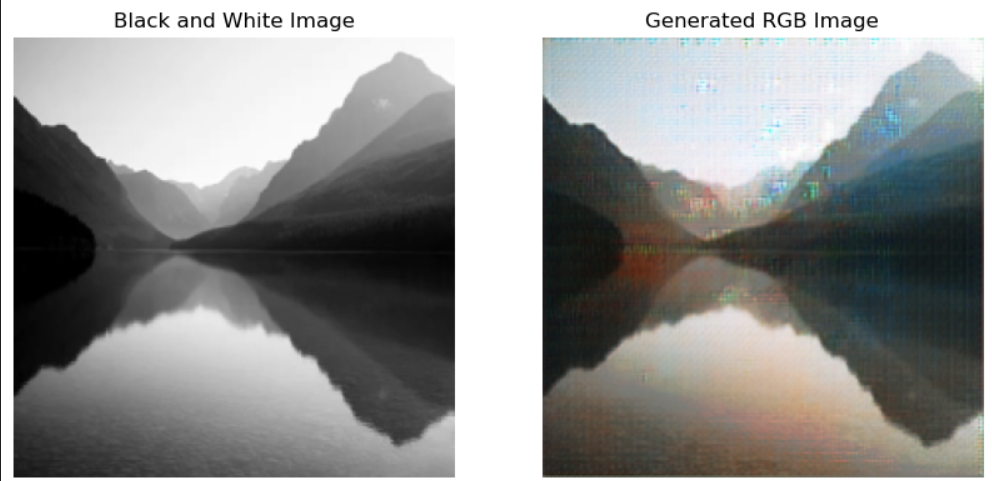 Black and White Image
Generated RGB Image